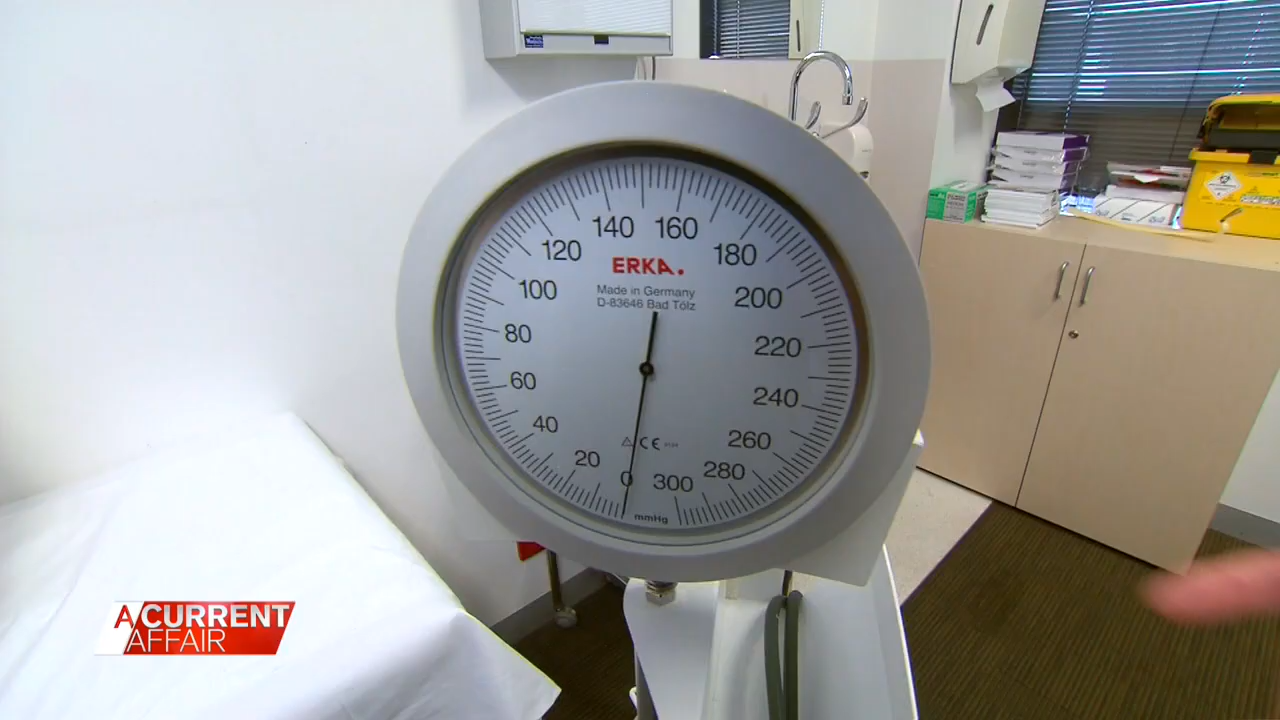 140 160
120 180
ERKA.
100 Made in Germany 200
D-83646 Bad Tölz
80 220
60 240
40 260
20 280
0 300
CE
mmHg
A CURRENT
AFFAIR